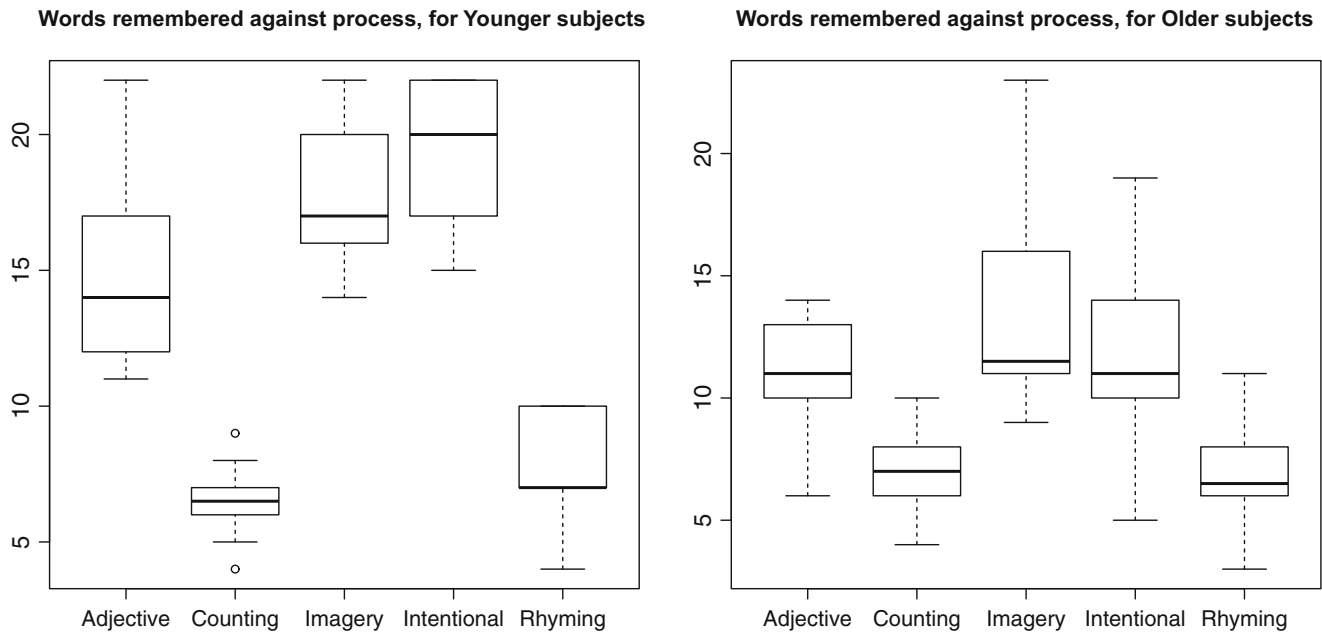 Words remembered against process, for Younger subjects
20
15
10
5
Adjective Counting Imagery Intentional Rhyming
Words remembered against process, for Older subjects
20
15
10
5
Adjective Counting Imagery Intentional Rhyming